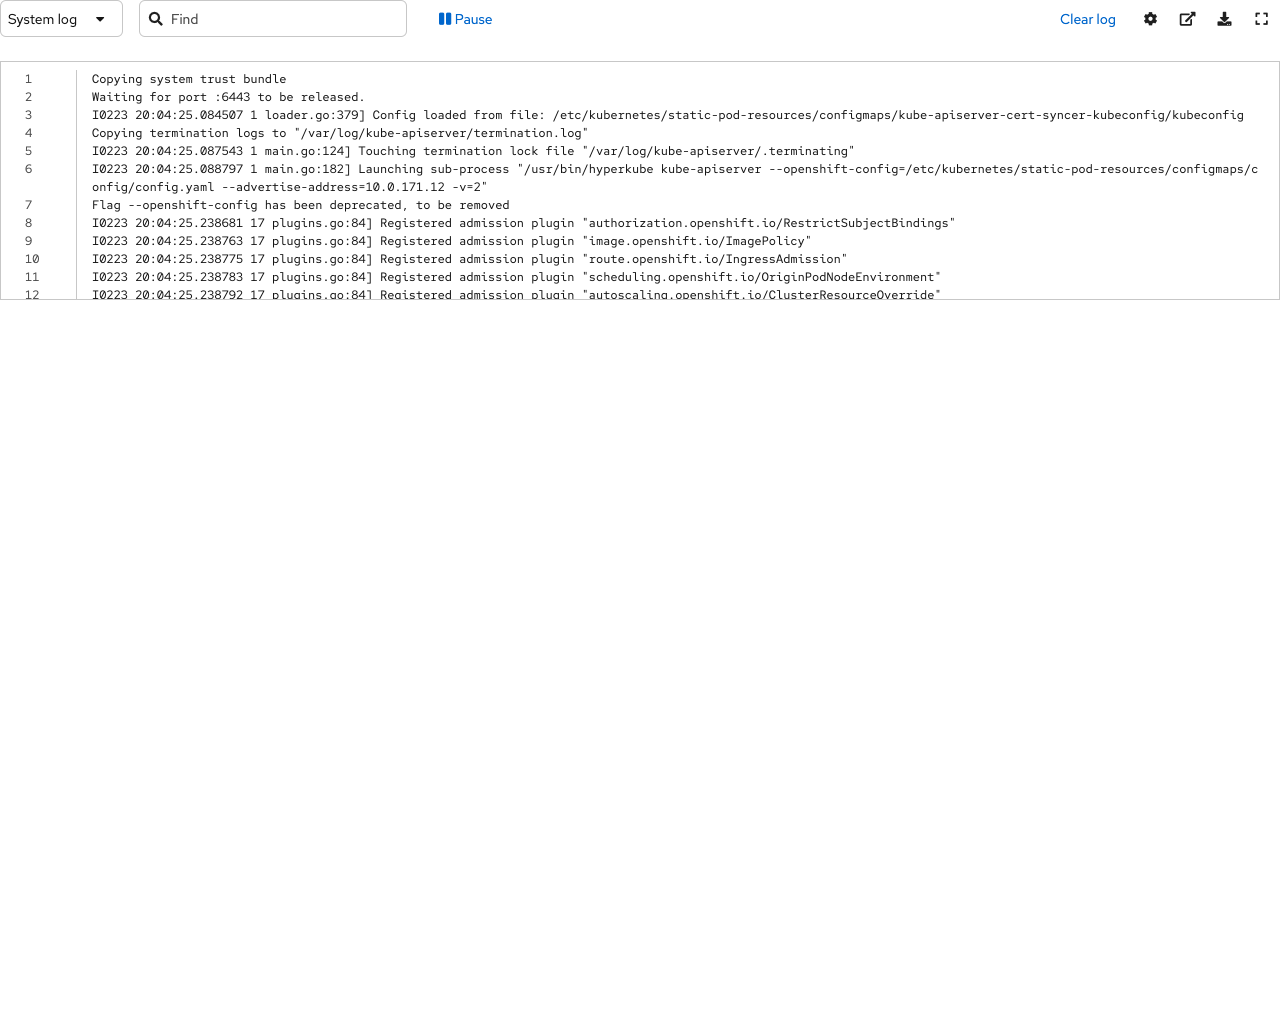 System log
Find
Pause
Clear log
1 Copying system trust bundle
2 Waiting for port :6443 to be released.
3 I0223 20:04:25.084507 1 loader.go:379] Config loaded from file: /etc/kubernetes/static-pod-resources/configmaps/kube-apiserver-cert-syncer-kubeconfig/kubeconfig
4 Copying termination logs to "/var/log/kube-apiserver/termination.log"
5 I0223 20:04:25.087543 1 main.go:124] Touching termination lock file "/var/log/kube-apiserver/.terminating"
6 I0223 20:04:25.088797 1 main.go:182] Launching sub-process "/usr/bin/hyperkube kube-apiserver --openshift-config=/etc/kubernetes/static-pod-resources/configmaps/c
onfig/config.yaml --advertise-address=10.0.171.12 -v=2"
7 Flag --openshift-config has been deprecated, to be removed
8 I0223 20:04:25.238681 17 plugins.go:84] Registered admission plugin "authorization.openshift.io/RestrictSubjectBindings"
9 I0223 20:04:25.238763 17 plugins.go:84] Registered admission plugin "image.openshift.io/ImagePolicy"
10 I0223 20:04:25.238775 17 plugins.go:84] Registered admission plugin "route.openshift.io/IngressAdmission"
11 I0223 20:04:25.238783 17 plugins.go:84] Registered admission plugin "scheduling.openshift.io/OriginPodNodeEnvironment"
12 I0223 20:04:25.238792 17 plugins.go:84] Registered admission plugin "autoscaling.openshift.io/ClusterResourceOverride"